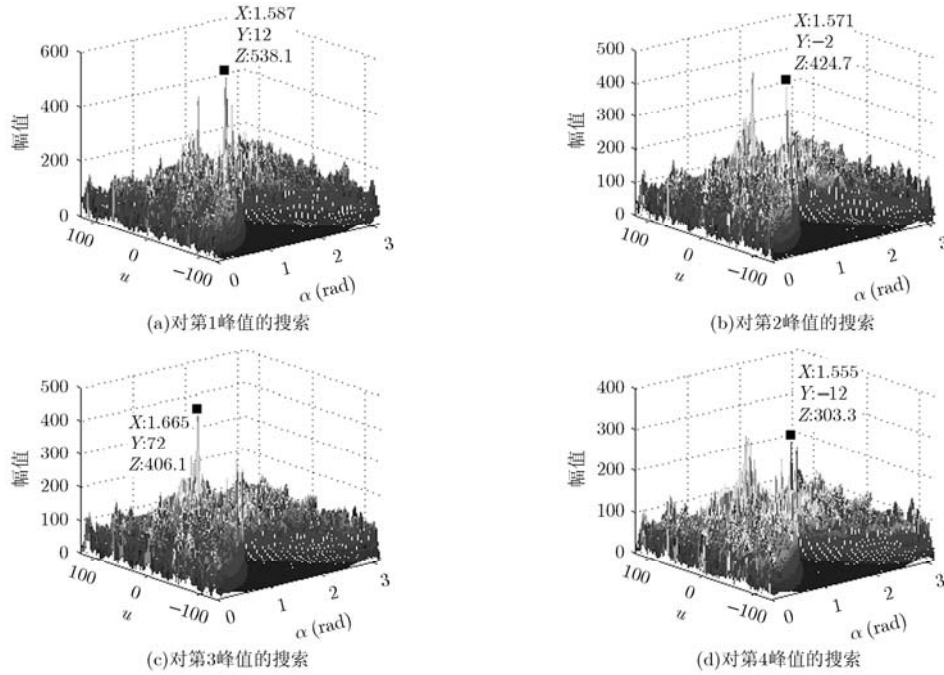 X:1.587
Y:12
Z:538.1
600
400
200
0
幅值
100
0
−100
u
0
1
2
3
α (rad)
(a)对第1峰值的搜索
X:1.571
Y:−2
Z:424.7
500
400
300
200
100
0
幅值
100
0
−100
u
0
1
2
3
α (rad)
(b)对第2峰值的搜索
X:1.665
Y:72
Z:406.1
500
400
300
200
100
0
幅值
100
0
−100
u
0
1
2
3
α (rad)
(c)对第3峰值的搜索
X:1.555
Y:−12
Z:303.3
400
300
200
100
0
幅值
100
0
−100
u
0
1
2
3
α (rad)
(d)对第4峰值的搜索